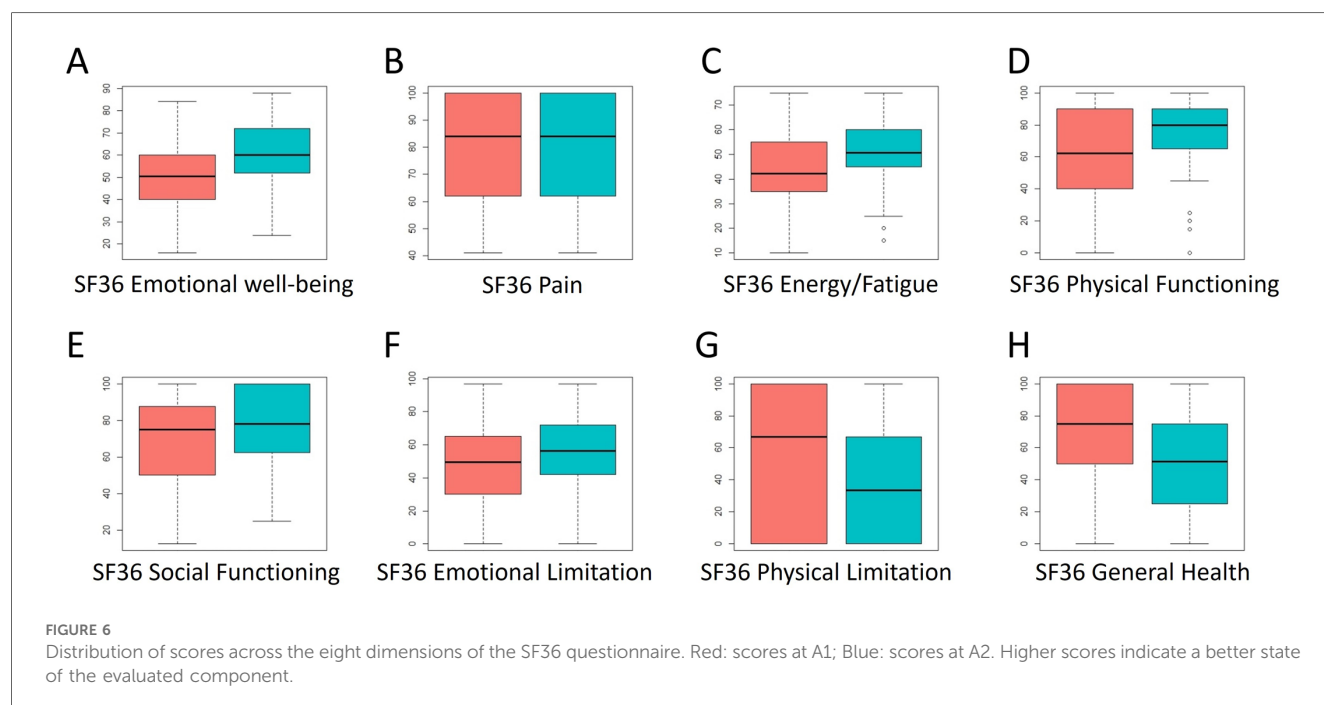 A
90
80
70
60
50
40
30
20
SF36 Emotional well-being
B
100
90
80
70
60
50
40
SF36 Pain
C
70
60
50
40
30
20
10
SF36 Energy/Fatigue
D
100
80
60
40
20
0
SF36 Physical Functioning
E
100
80
60
40
20
SF36 Social Functioning
F
100
80
60
40
20
0
SF36 Emotional Limitation
G
100
80
60
40
20
0
SF36 Physical Limitation
H
100
80
60
40
20
0
SF36 General Health
FIGURE 6
Distribution of scores across the eight dimensions of the SF36 questionnaire. Red: scores at A1; Blue: scores at A2. Higher scores indicate a better state
of the evaluated component.